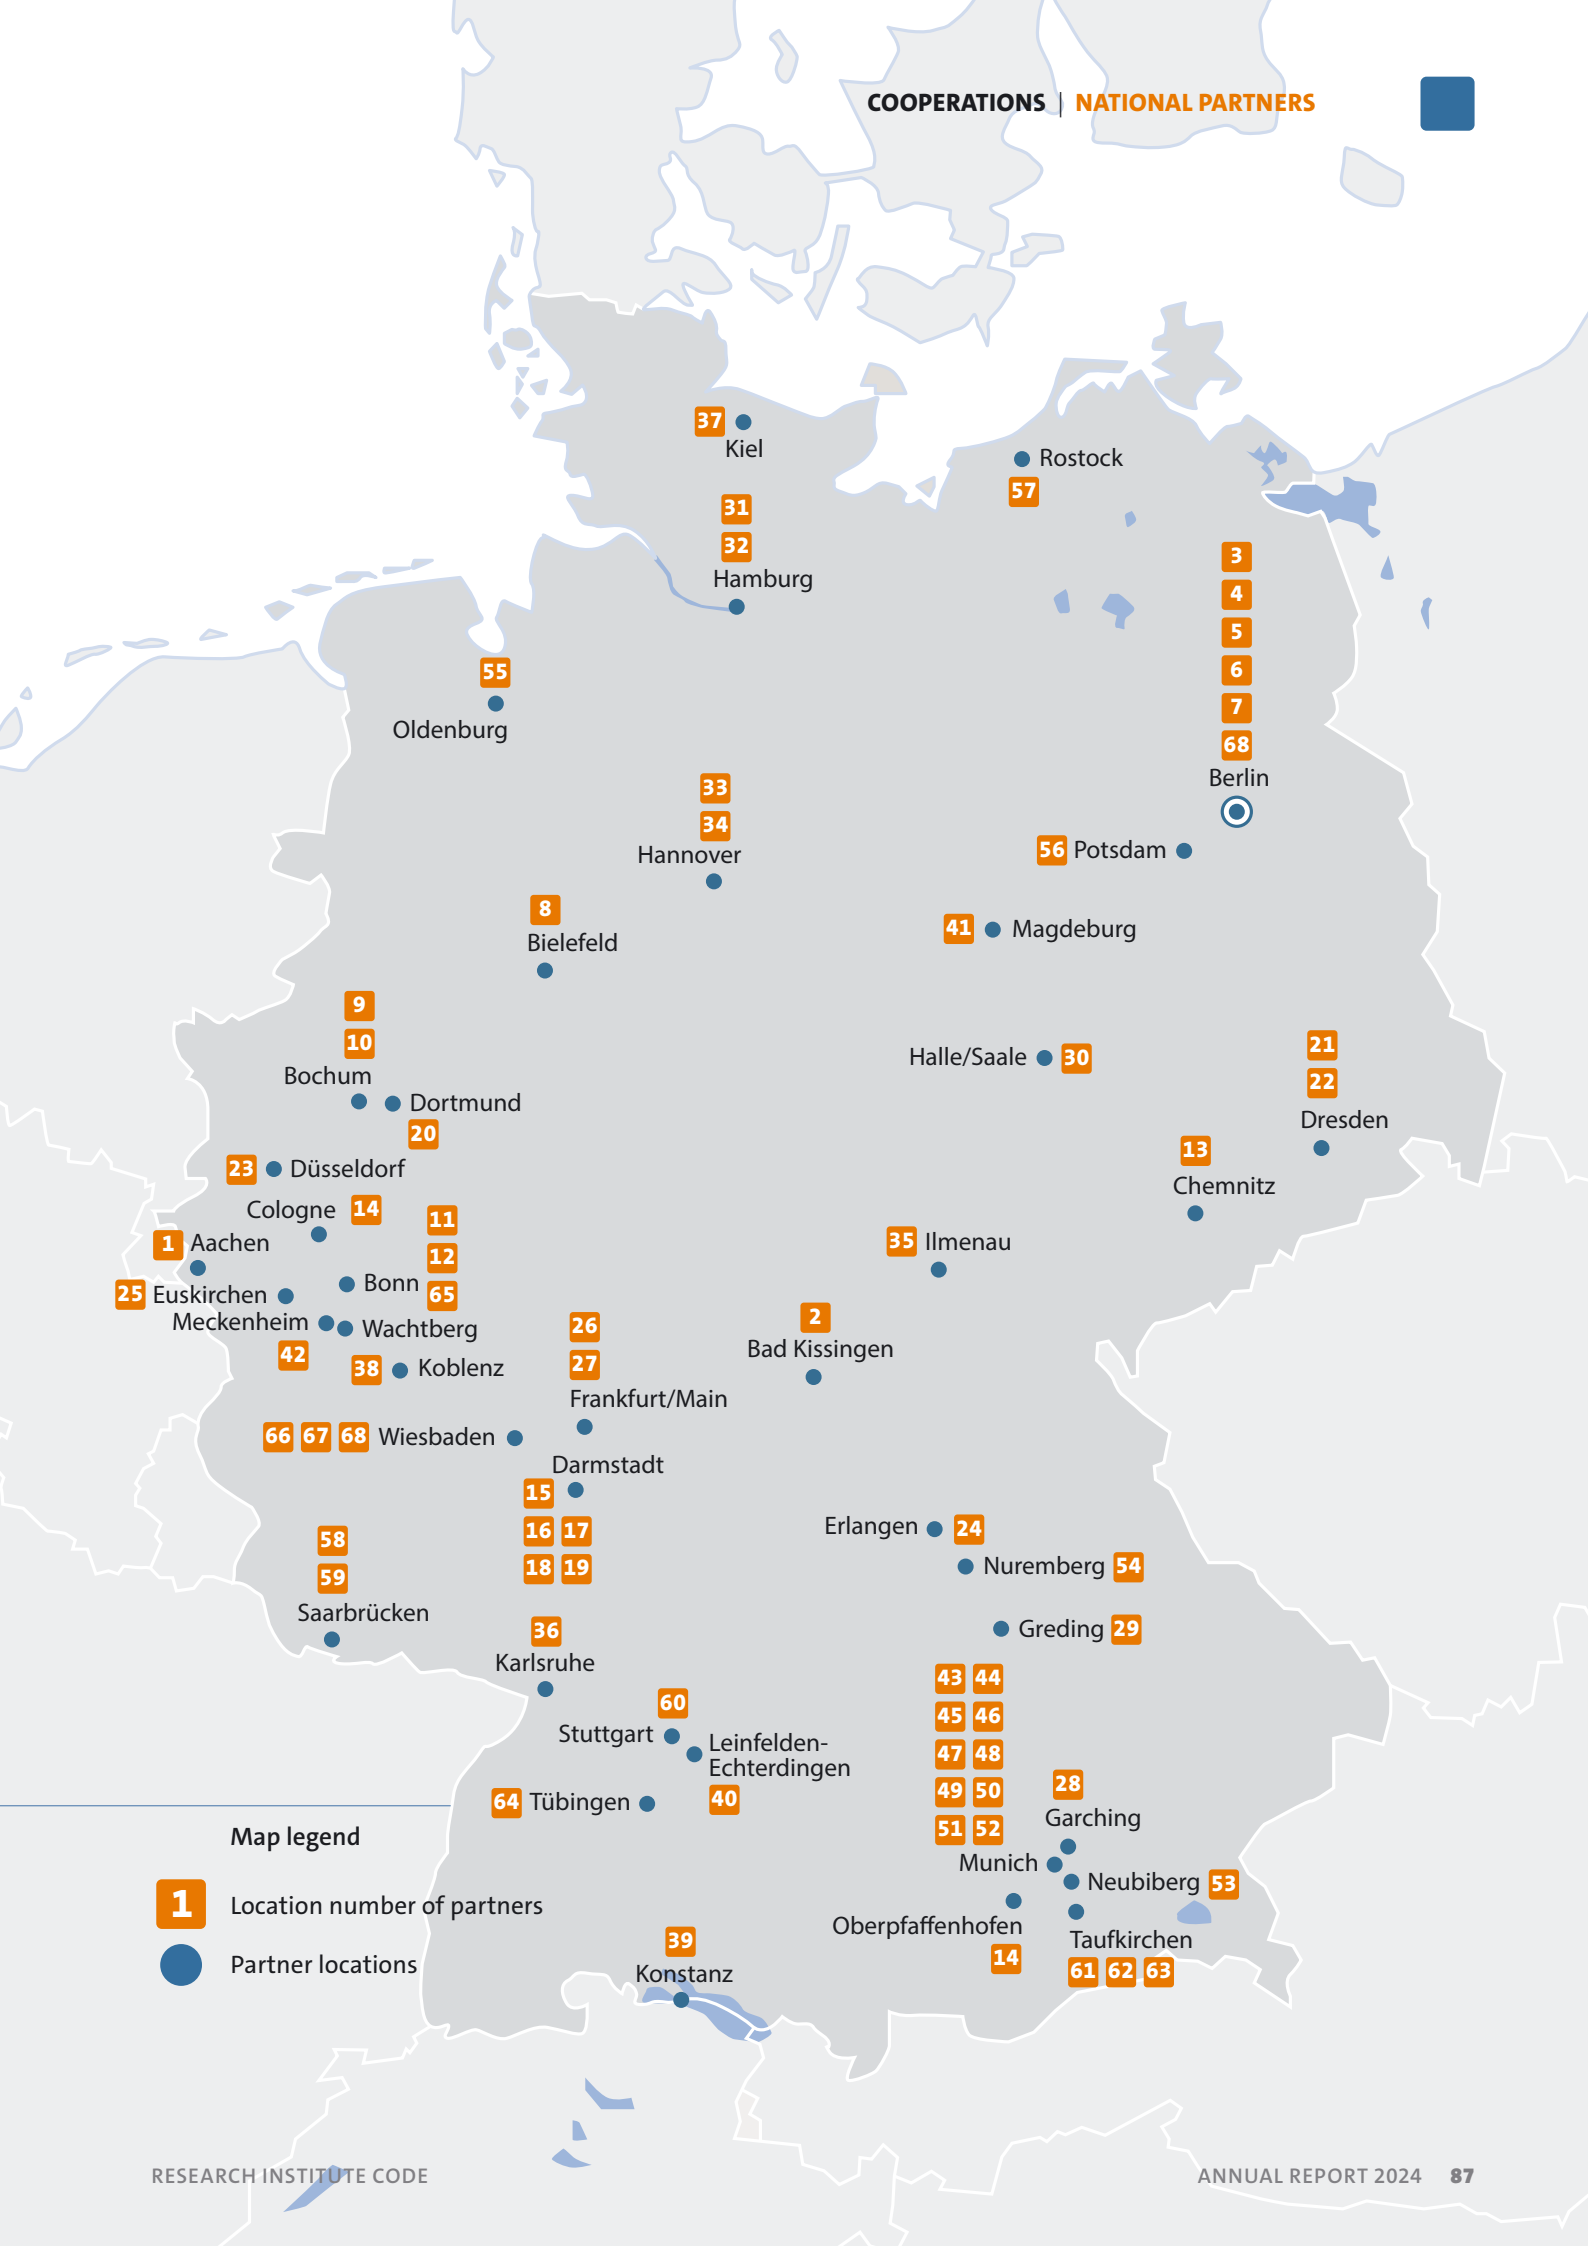 COOPERATIONS | NATIONAL PARTNERS
37
Kiel
Rostock
57
31
32
Hamburg
3
4
5
6
7
68
Berlin
55
Oldenburg
33
34
Hannover
56 Potsdam
8
Bielefeld
41 Magdeburg
9
10
Bochum
Dortmund
20
Halle/Saale 30
21
22
Dresden
13
Chemnitz
23 Düsseldorf
Cologne 14
11
12
65
1 Aachen
Bonn
25 Euskirchen
Meckenheim
42
Wachtberg
38 Koblenz
35 Ilmenau
2
Bad Kissingen
26
27
Frankfurt/Main
66 67 68 Wiesbaden
Darmstadt
15
16 17
18 19
Erlangen 24
Nuremberg 54
58
59
Saarbrücken
Greding 29
36
Karlsruhe
60
Stuttgart
Leinfelden-
Echterdingen
40
64 Tübingen
43 44
45 46
47 48
49 50
51 52
Munich
28
Garching
Neubiberg 53
Oberpfaffenhofen
14
Taufkirchen
61 62 63
39
Konstanz
Map legend
1 Location number of partners
Partner locations
RESEARCH INSTITUTE CODE
ANNUAL REPORT 2024 87